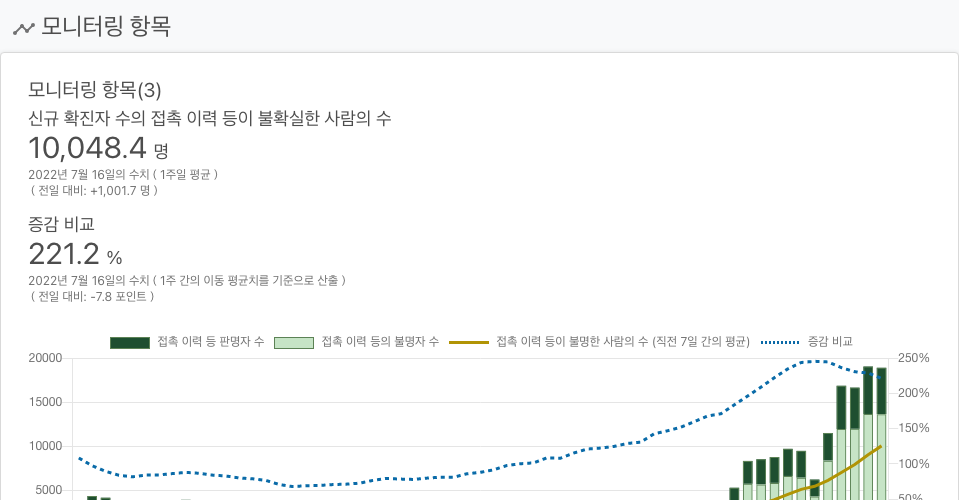 모니터링 항목
모니터링 항목(3)
신규 확진자 수의 접촉 이력 등이 불확실한 사람의 수
10,048.4 명
2022년 7월 16일의 수치 ( 1주일 평균 )
( 전일 대비: +1,001.7 명 )
증감 비교
221.2 %
2022년 7월 16일의 수치 ( 1주 간의 이동 평균치를 기준으로 산출 )
( 전일 대비: -7.8 포인트 )
접촉 이력 등 판명자 수 접촉 이력 등의 불명자 수 접촉 이력 등이 불명한 사람의 수 (직전 7일 간의 평균) 증감 비교
20000 250%
200%
15000
150%
10000
100%
5000
50%